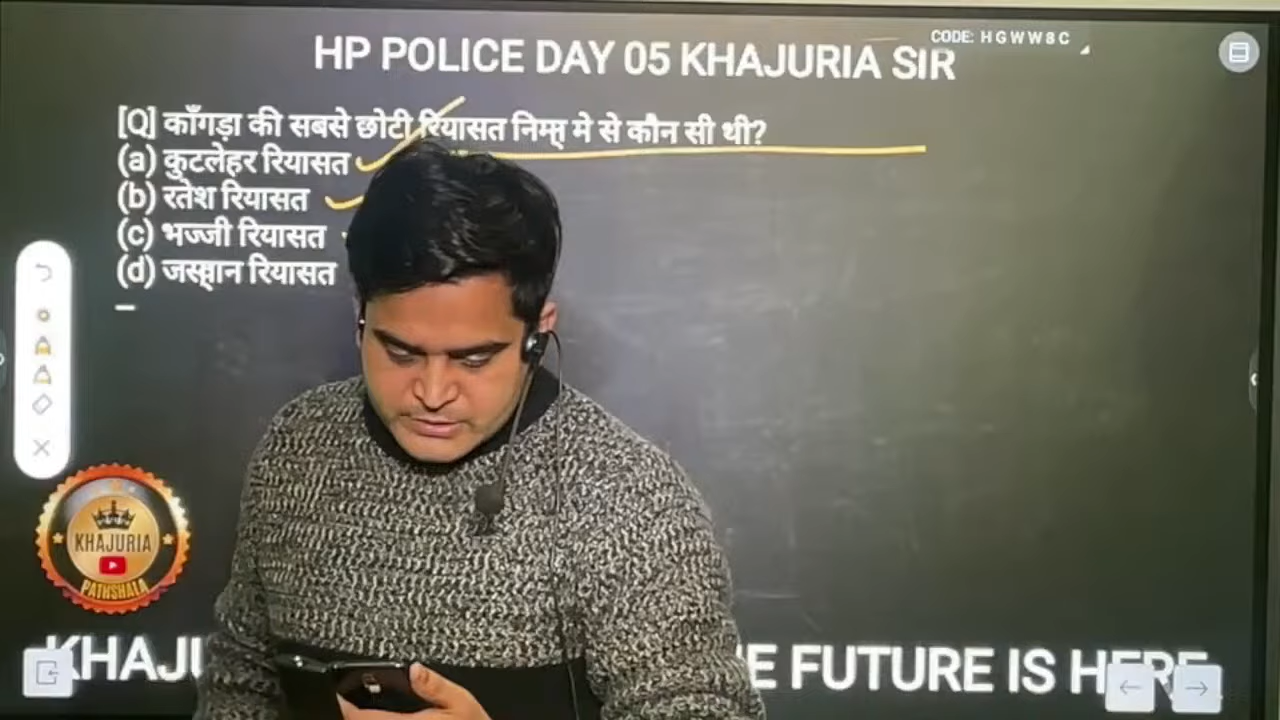 CODE: HGWW8C
HP POLICE DAY 05 KHAJURIA SIR
[Q] काँगड़ा की सबसे छोटी रियासत निम्न मे से कौन सी थी?
(a) कुटलेहर रियासत
(b) रतेश रियासत
(c) भज्जी रियासत
(d) जस्वान रियासत
KHAJURIA
PATHSHALA
FUTURE IS HERE